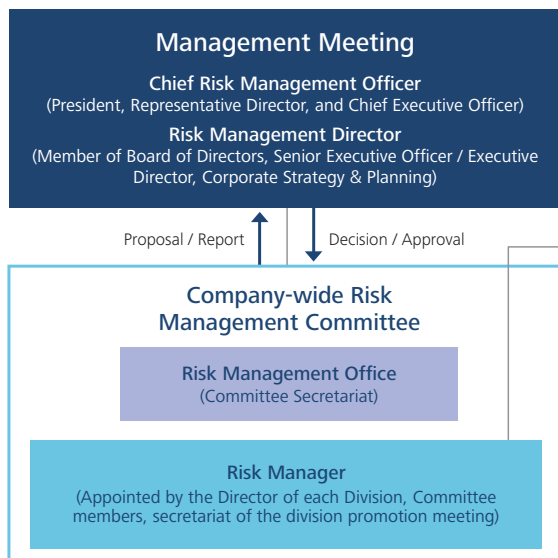 Management Meeting
Chief Risk Management Officer
(President, Representative Director, and Chief Executive Officer)
Risk Management Director
(Member of Board of Directors, Senior Executive Officer / Executive
Director, Corporate Strategy & Planning)
Proposal / Report
Decision / Approval
Company-wide Risk
Management Committee
Risk Management Office
(Committee Secretariat)
Risk Manager
(Appointed by the Director of each Division, Committee
members, secretariat of the division promotion meeting)